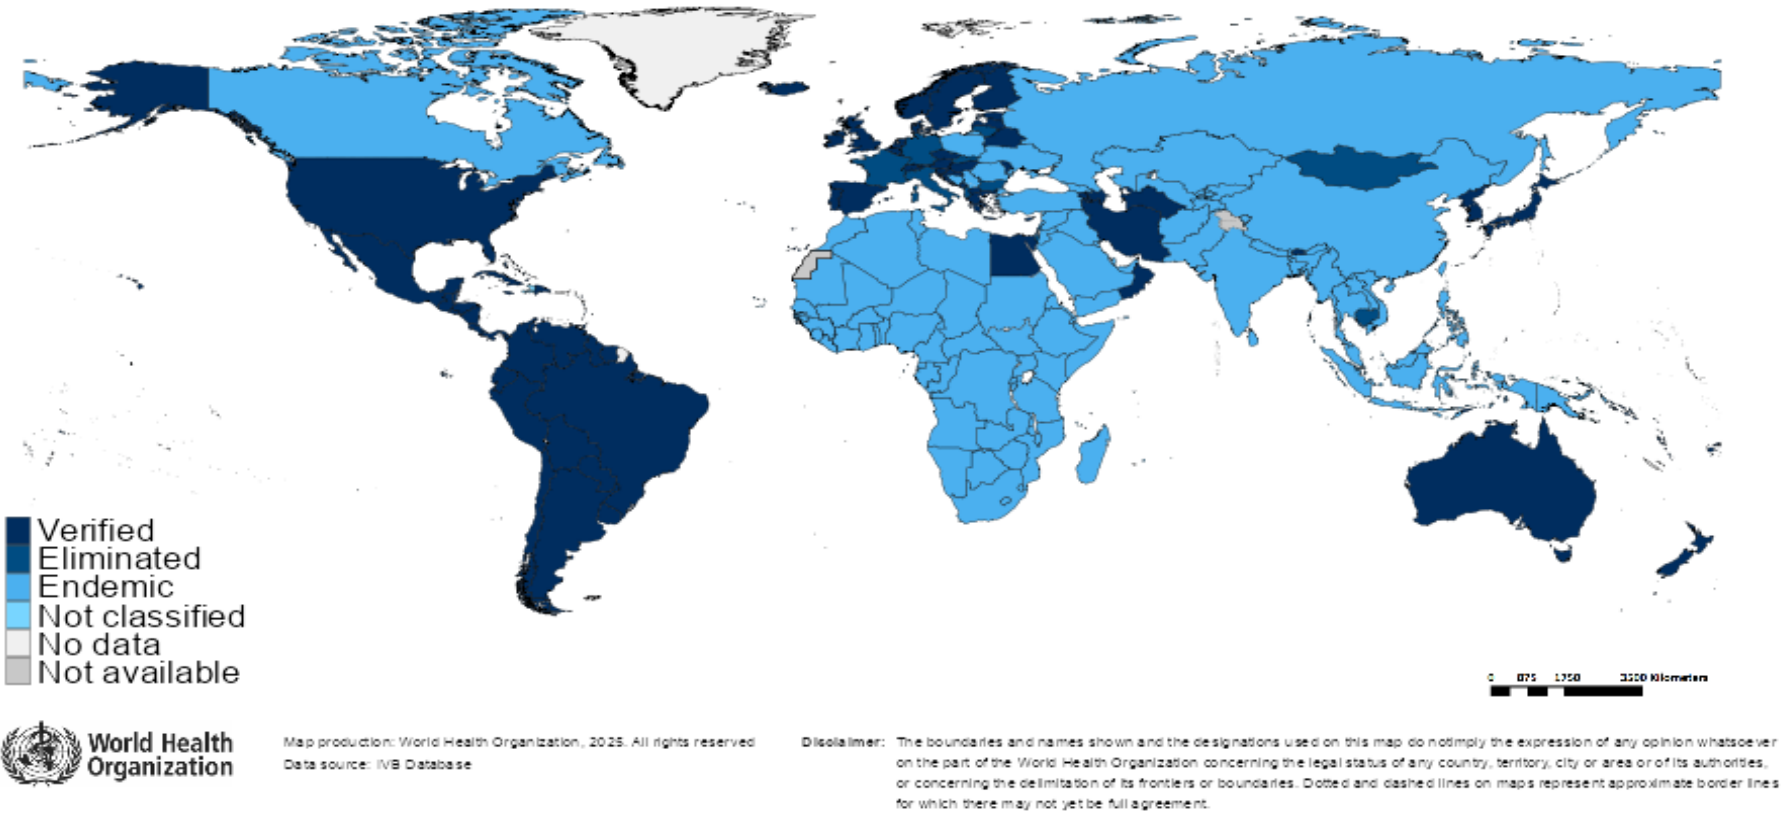 Verified
Eliminated
Endemic
Not classified
No data
Not available
0 875 1750 3500 Kilometers
World Health
Organization
Map production: World Health Organization, 2025. All rights reserved
Data source: IVB Database
Disclaimer: The boundaries and names shown and the designations used on this map do not imply the expression of any opinion whatsoever
on the part of the World Health Organization concerning the legal status of any country, territory, city or area or of its authorities,
or concerning the delimitation of its frontiers or boundaries. Dotted and dashed lines on maps represent approximate border lines
for which there may not yet be full agreement.